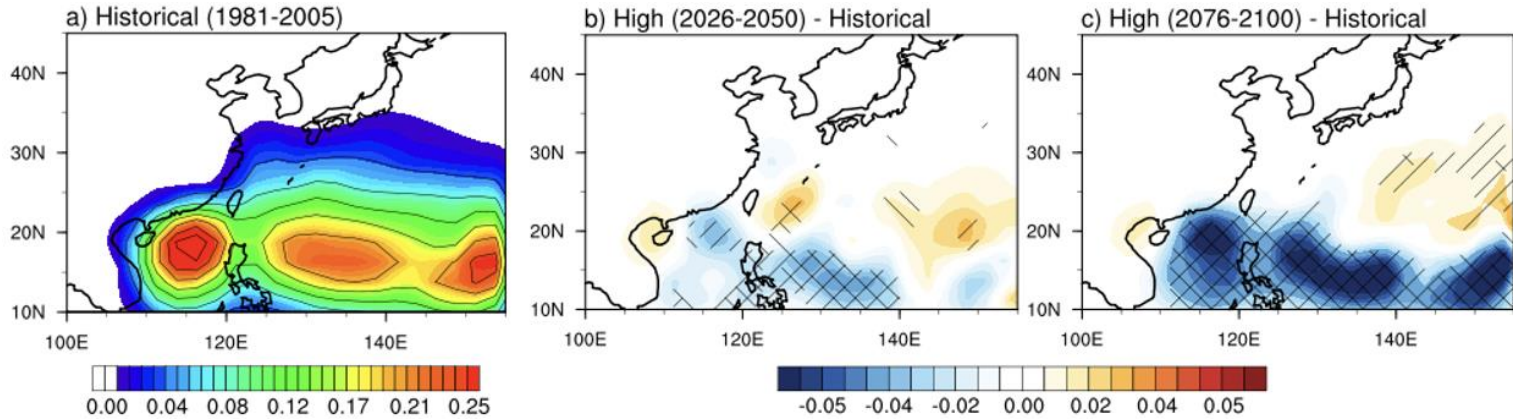 a) Historical (1981-2005)
b) High (2026-2050) - Historical
c) High (2076-2100) - Historical
40N
30N
20N
10N
100E
120E
140E
40N
30N
20N
10N
100E
120E
140E
40N
30N
20N
10N
100E
120E
140E
0.00 0.04 0.08 0.12 0.17 0.21 0.25
-0.05 -0.04 -0.02 0.00 0.02 0.04 0.05